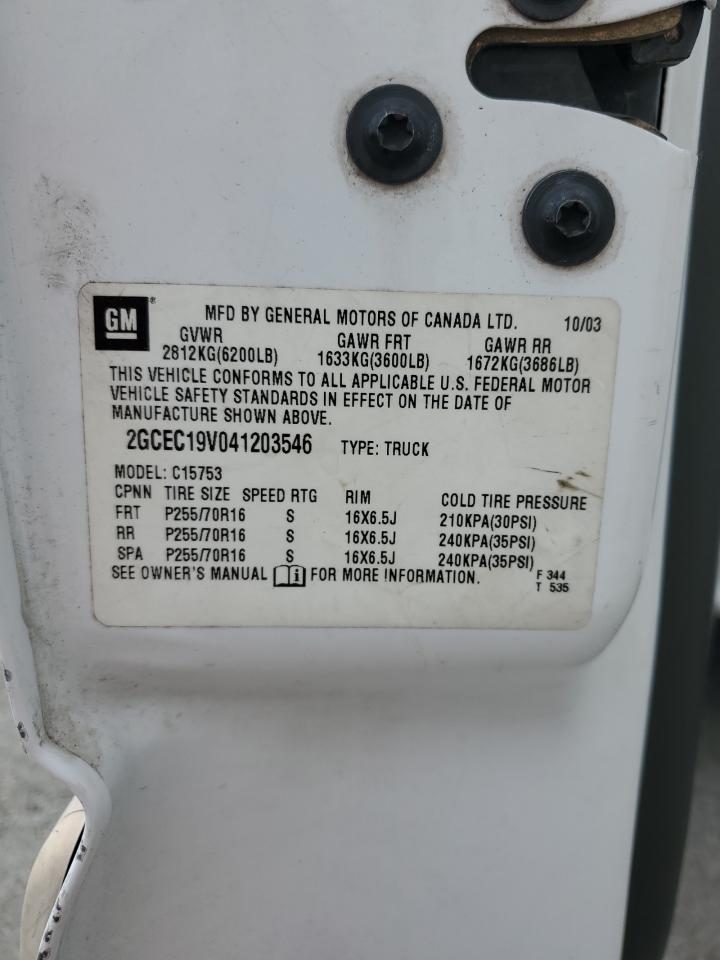 GM ® MFD BY GENERAL MOTORS OF CANADA LTD. 10/03
GVWR GAWR FRT GAWR RR
2812KG(6200LB) 1633KG(3600LB) 1672KG(3686LB)
THIS VEHICLE CONFORMS TO ALL APPLICABLE U.S. FEDERAL MOTOR
VEHICLE SAFETY STANDARDS IN EFFECT ON THE DATE OF
MANUFACTURE SHOWN ABOVE.
2GCEC19V041203546 TYPE: TRUCK
MODEL: C15753
CPNN TIRE SIZE SPEED RTG RIM COLD TIRE PRESSURE
FRT P255/70R16 S 16X6.5J 210KPA(30PSI)
RR P255/70R16 S 16X6.5J 240KPA(35PSI)
SPA P255/70R16 S 16X6.5J 240KPA(35PSI)
SEE OWNER'S MANUAL i FOR MORE INFORMATION. F 344
T 535